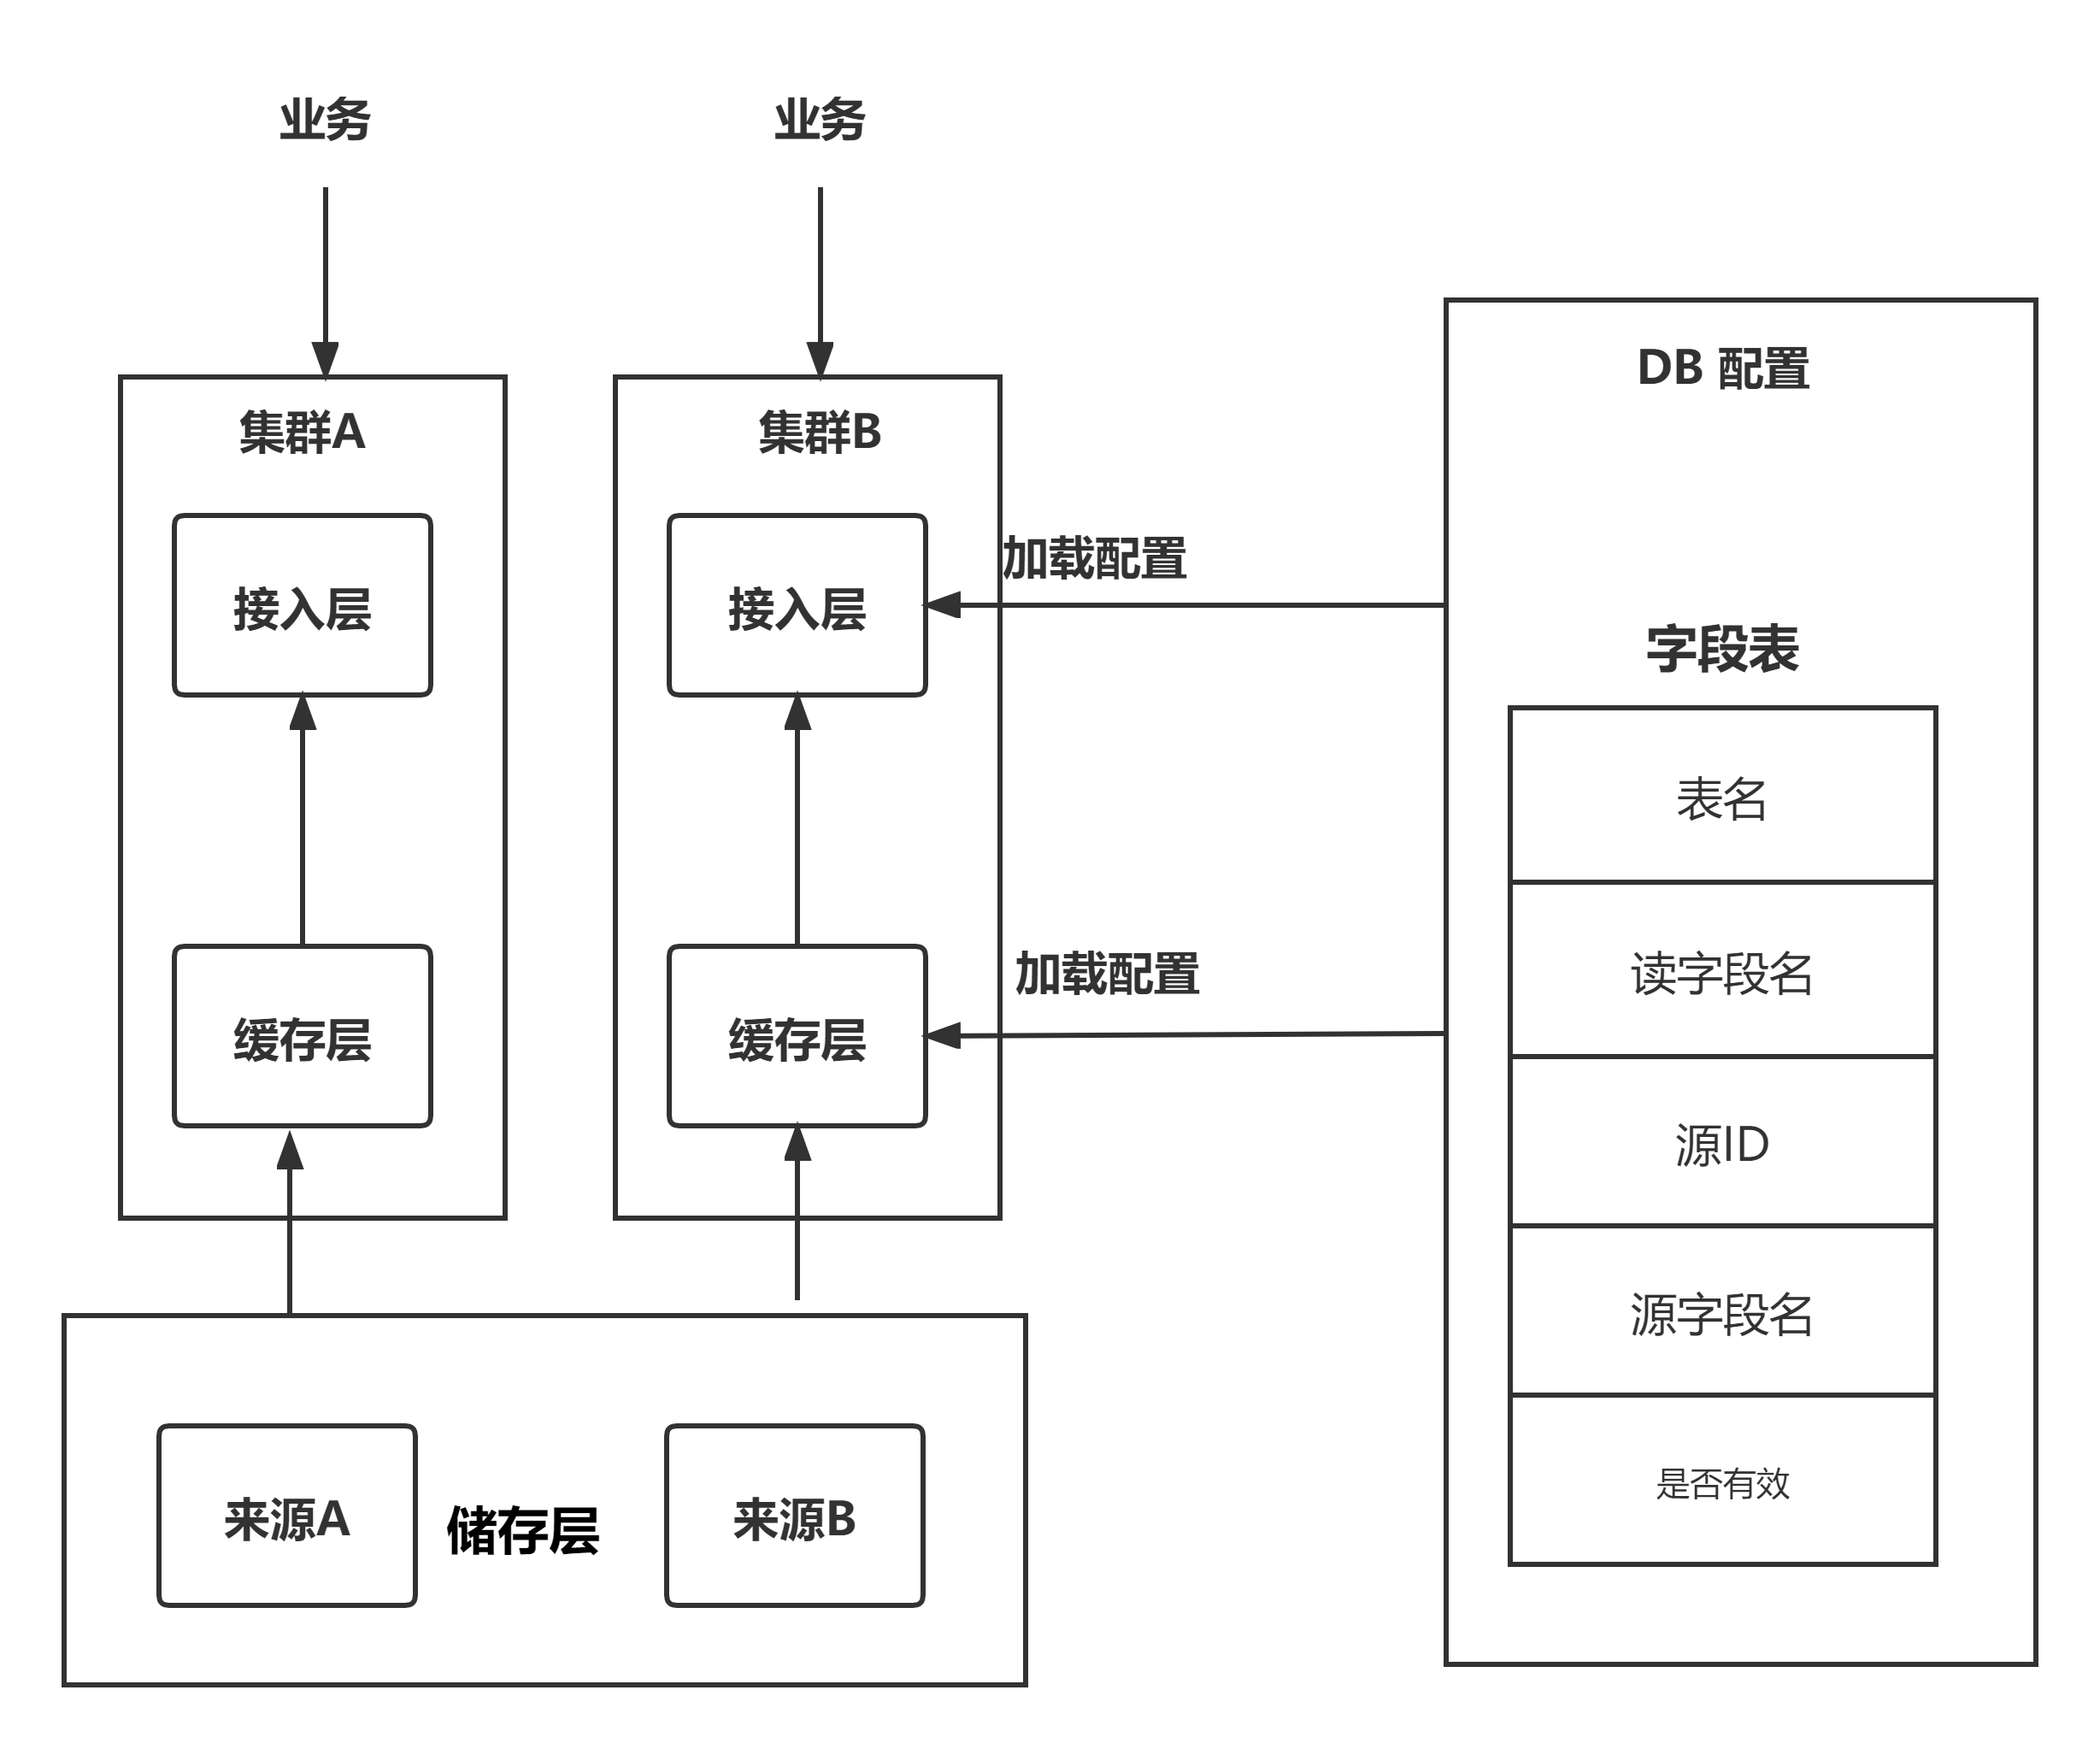 业务
业务
DB 配置
集群A
集群B
加载配置
接入层
接入层
字段表
表名
加载配置
读字段名
缓存层
缓存层
源ID
源字段名
是否有效
来源A
储存层
来源B